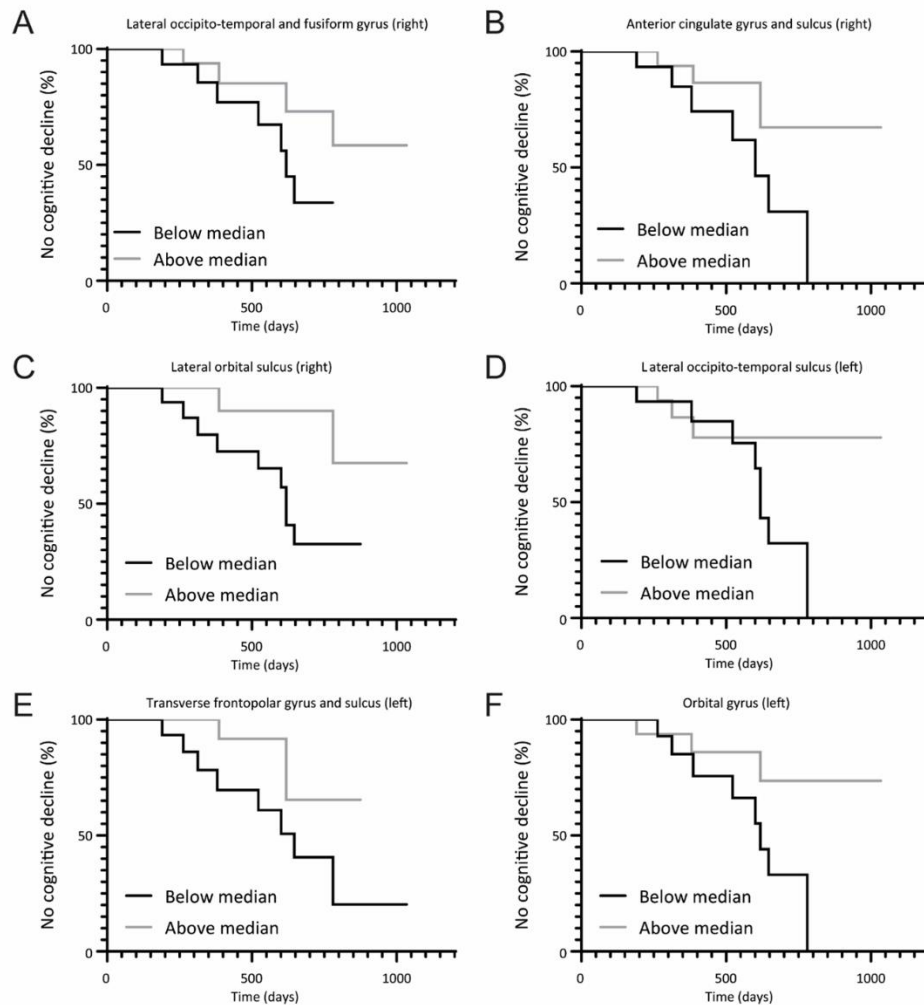 A
Lateral occipito-temporal and fusiform gyrus (right)
No cognitive decline (%)
100
50
0
Below median
Above median
0 500 1000
Time (days)
B
Anterior cingulate gyrus and sulcus (right)
No cognitive decline (%)
100
50
0
Below median
Above median
0 500 1000
Time (days)
C
Lateral orbital sulcus (right)
No cognitive decline (%)
100
50
0
Below median
Above median
0 500 1000
Time (days)
D
Lateral occipito-temporal sulcus (left)
No cognitive decline (%)
100
50
0
Below median
Above median
0 500 1000
Time (days)
E
Transverse frontopolar gyrus and sulcus (left)
No cognitive decline (%)
100
50
0
Below median
Above median
0 500 1000
Time (days)
F
Orbital gyrus (left)
No cognitive decline (%)
100
50
0
Below median
Above median
0 500 1000
Time (days)